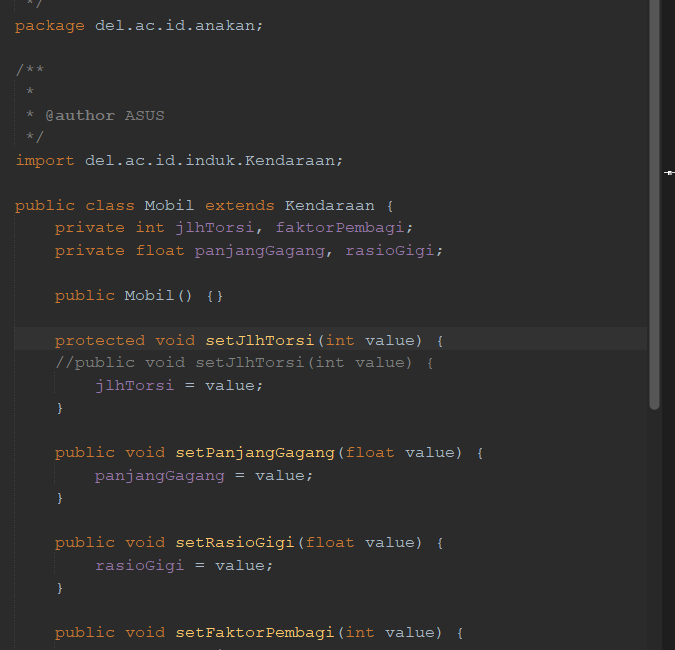 */
package del.ac.id.anakan;
/**
*
* @author ASUS
*/
import del.ac.id.induk.Kendaraan;
public class Mobil extends Kendaraan {
private int jlhTorsi, faktorPembagi;
private float panjangGagang, rasioGigi;
public Mobil() {}
protected void setJlhTorsi(int value) {
//public void setJlhTorsi(int value) {
jlhTorsi = value;
}
public void setPanjangGagang(float value) {
panjangGagang = value;
}
public void setRasioGigi(float value) {
rasioGigi = value;
}
public void setFaktorPembagi(int value) {